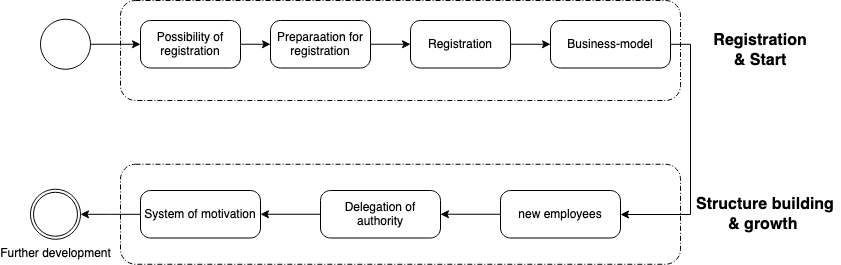 Possibility of
registration
Preparaation for
registration
Registration
Business-model
Registration
& Start
System of motivation
Delegation of
authority
new employees
Structure building
& growth
Further development